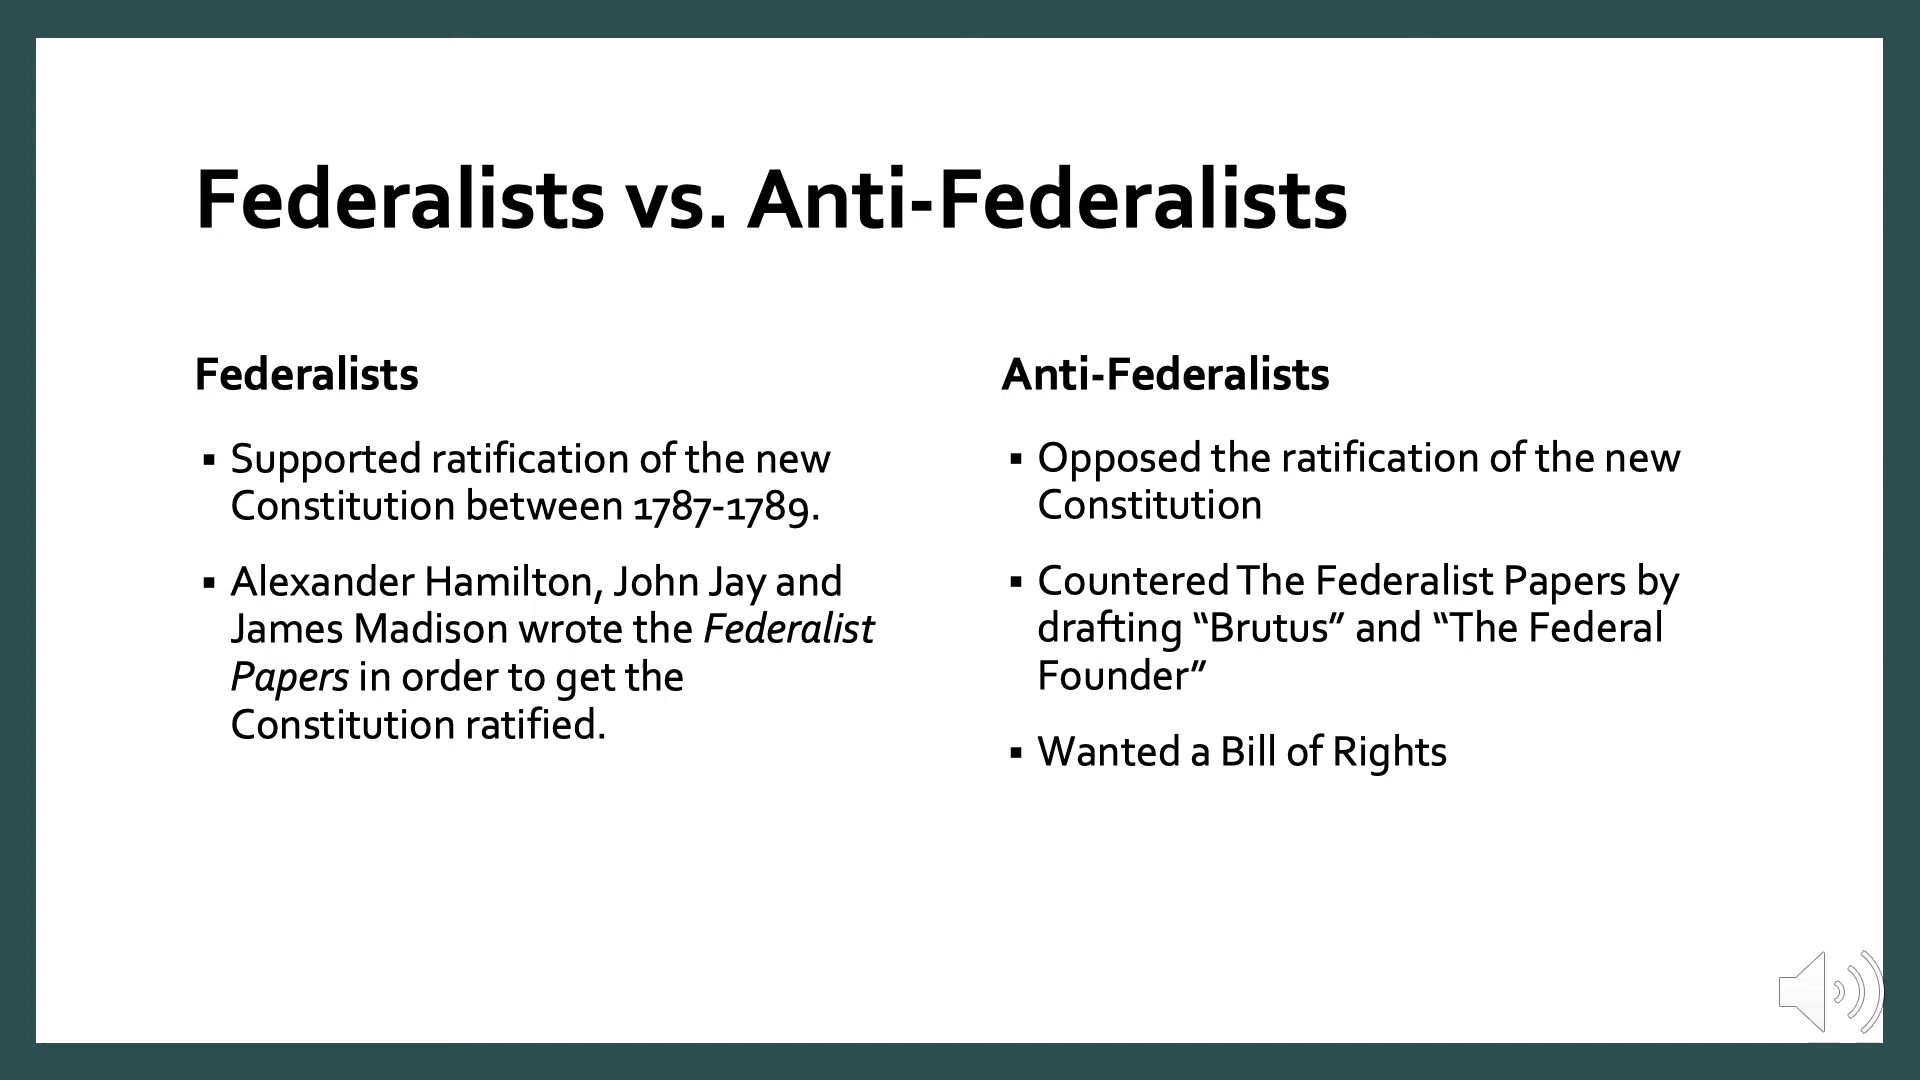 Federalists vs. Anti-Federalists
Federalists
▪ Supported ratification of the new
Constitution between 1787-1789.
▪ Alexander Hamilton, John Jay and
James Madison wrote the Federalist
Papers in order to get the
Constitution ratified.
Anti-Federalists
▪ Opposed the ratification of the new
Constitution
▪ Countered The Federalist Papers by
drafting “Brutus” and “The Federal
Founder”
▪ Wanted a Bill of Rights